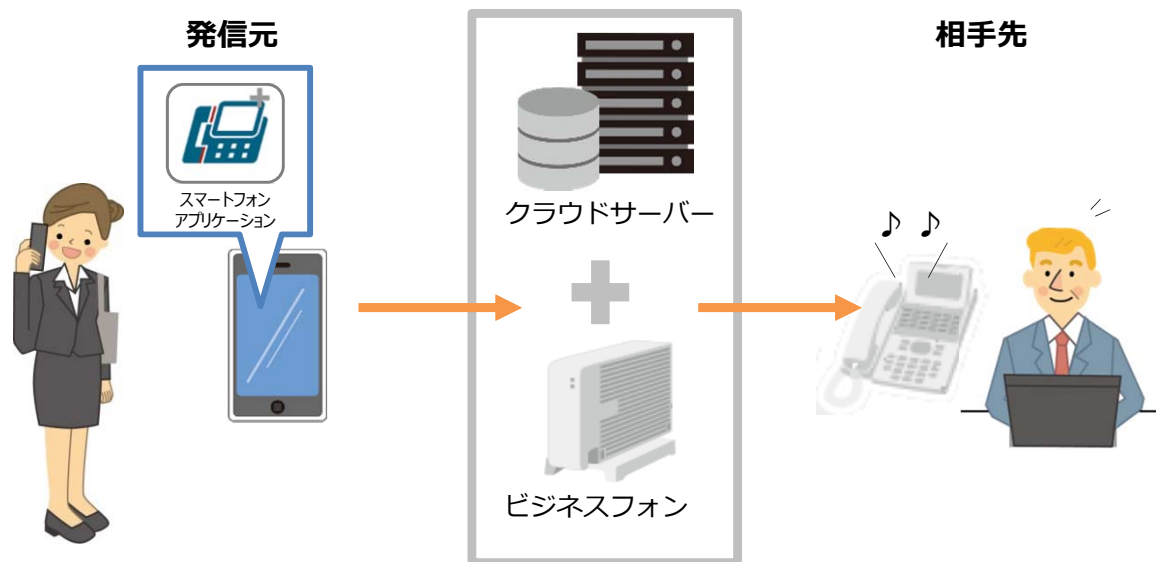 発信元
相手先
スマートフォン
アプリケーション
クラウドサーバー
ビジネスフォン